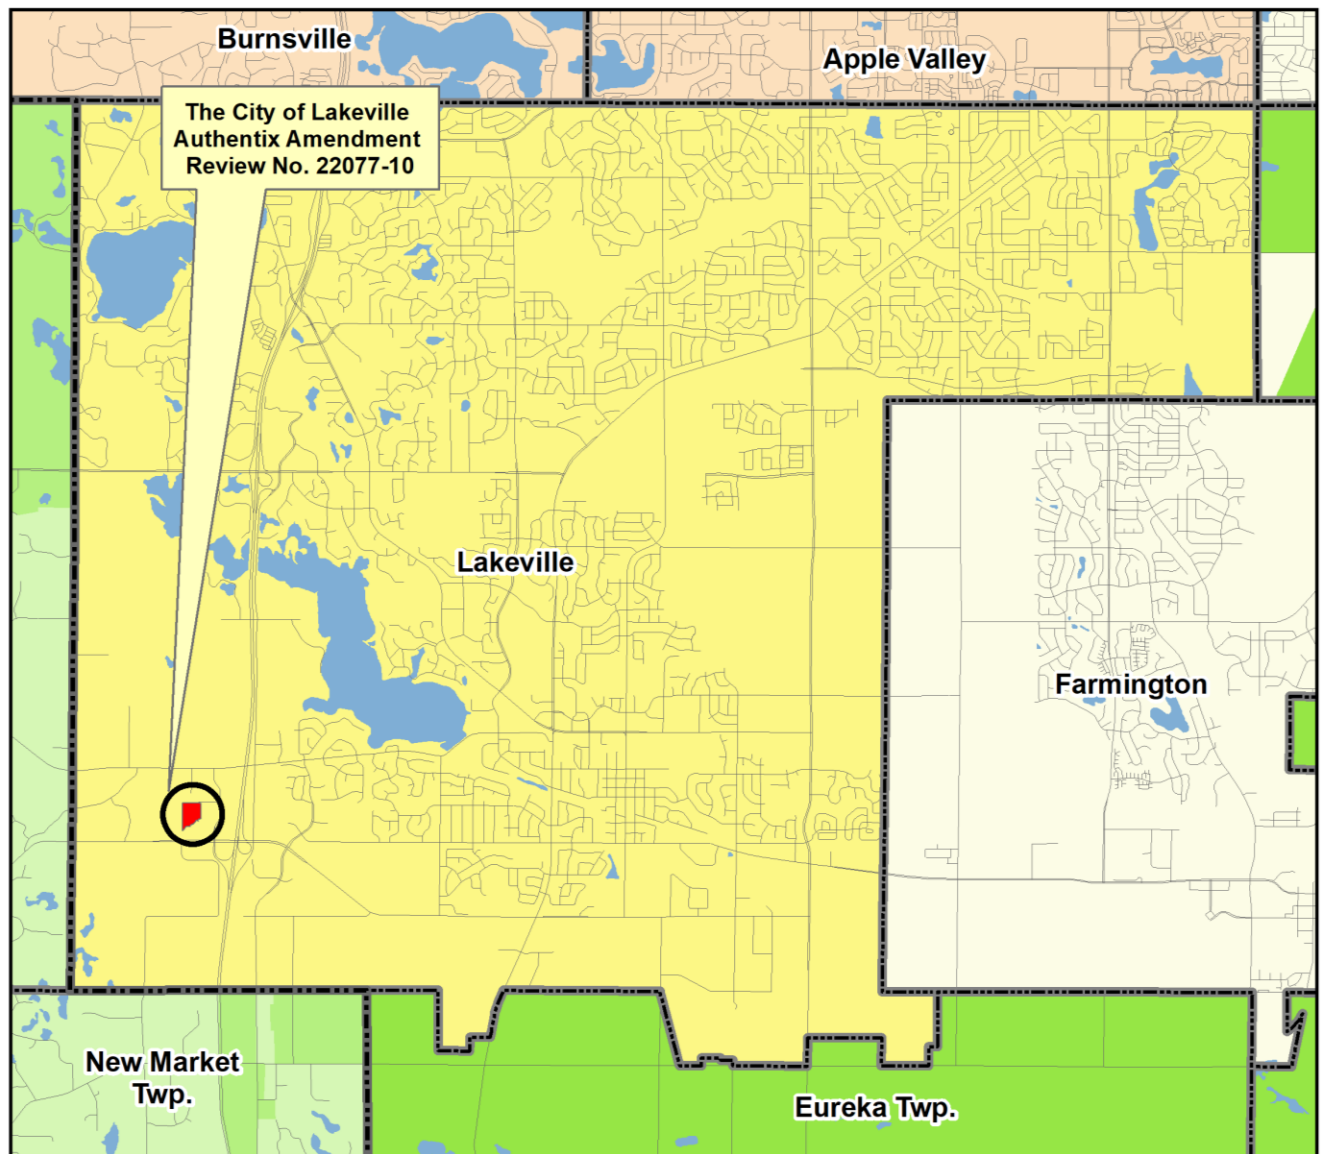 Burnsville
Apple Valley
The City of Lakeville
Authentix Amendment
Review No. 22077-10
Lakeville
Farmington
New Market
Twp.
Eureka Twp.